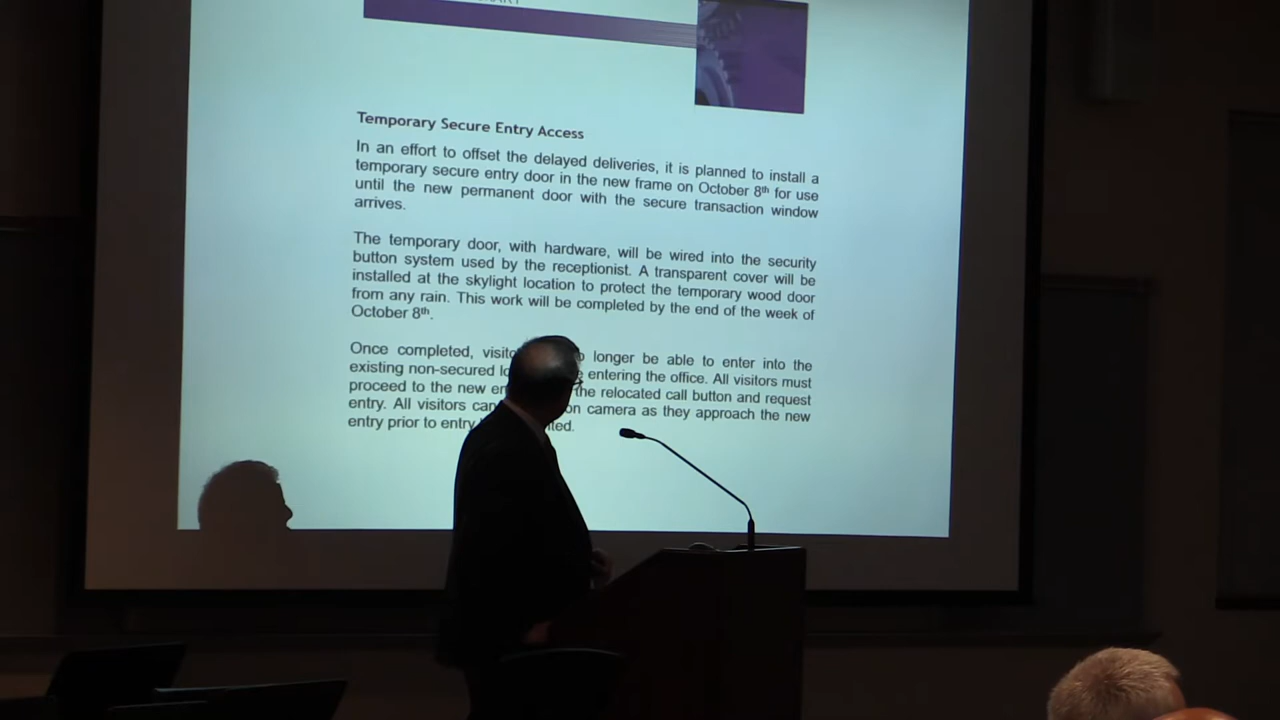 Temporary Secure Entry Access
In an effort to offset the delayed deliveries, it is planned to install a
temporary secure entry door in the new frame on October 8th for use
until the new permanent door with the secure transaction window
arrives.
The temporary door, with hardware, will be wired into the security
button system used by the receptionist. A transparent cover will be
installed at the skylight location to protect the temporary wood door
from any rain. This work will be completed by the end of the week of
October 8th.
Once completed, longer be able to enter into the
existing non-secured entering the office. All visitors must
proceed to the new the relocated call button and request
entry. All visitors can on camera as they approach the new
entry prior to entry